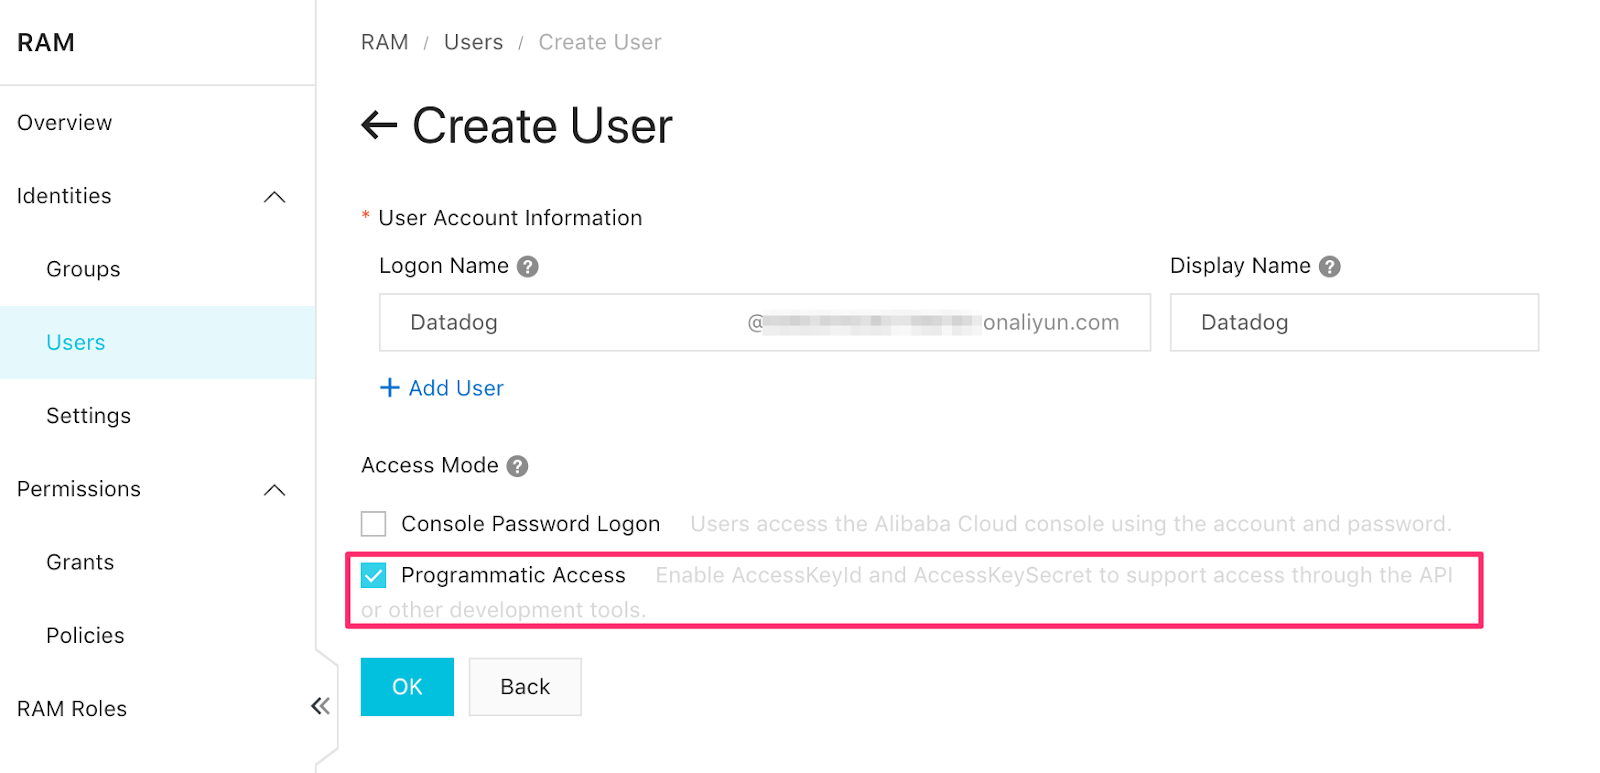 RAM
Overview
Identities
Groups
Users
Settings
Permissions
Grants
Policies
RAM Roles
RAM / Users / Create User
Create User
* User Account Information
Logon Name ?
Display Name ?
Datadog @ onaliyun.com
Datadog
+ Add User
Access Mode ?
Console Password Logon Users access the Alibaba Cloud console using the account and password.
Programmatic Access Enable AccessKeyId and AccessKeySecret to support access through the API
or other development tools.
OK
Back